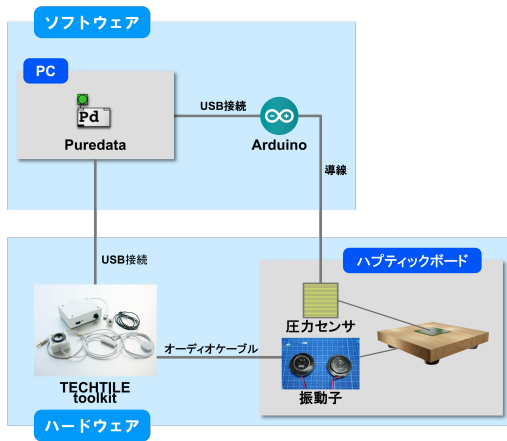 ソフトウェア
PC
Pd
Puredata
USB接続
Arduino
導線
USB接続
ハプティックボード
圧力センサ
オーディオケーブル
振動子
TECHTILE
toolkit
ハードウェア